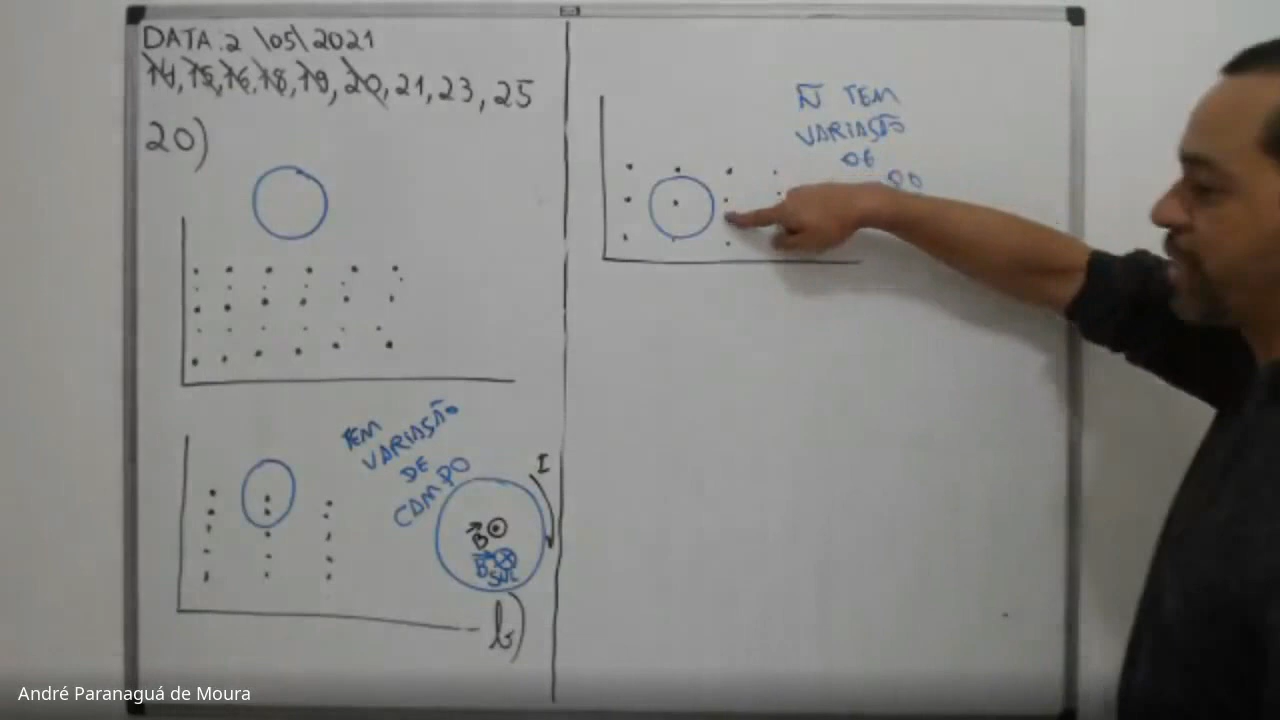 DATA: 2 \05\ 2021
14, 15, 16, 18, 19, 20, 21, 23, 25
20)
TEM
VARIAÇÃO
DE
CAMPO
I
B
B
b)
Ñ TEM
VARIAÇÃO
DE
André Paranaguá de Moura